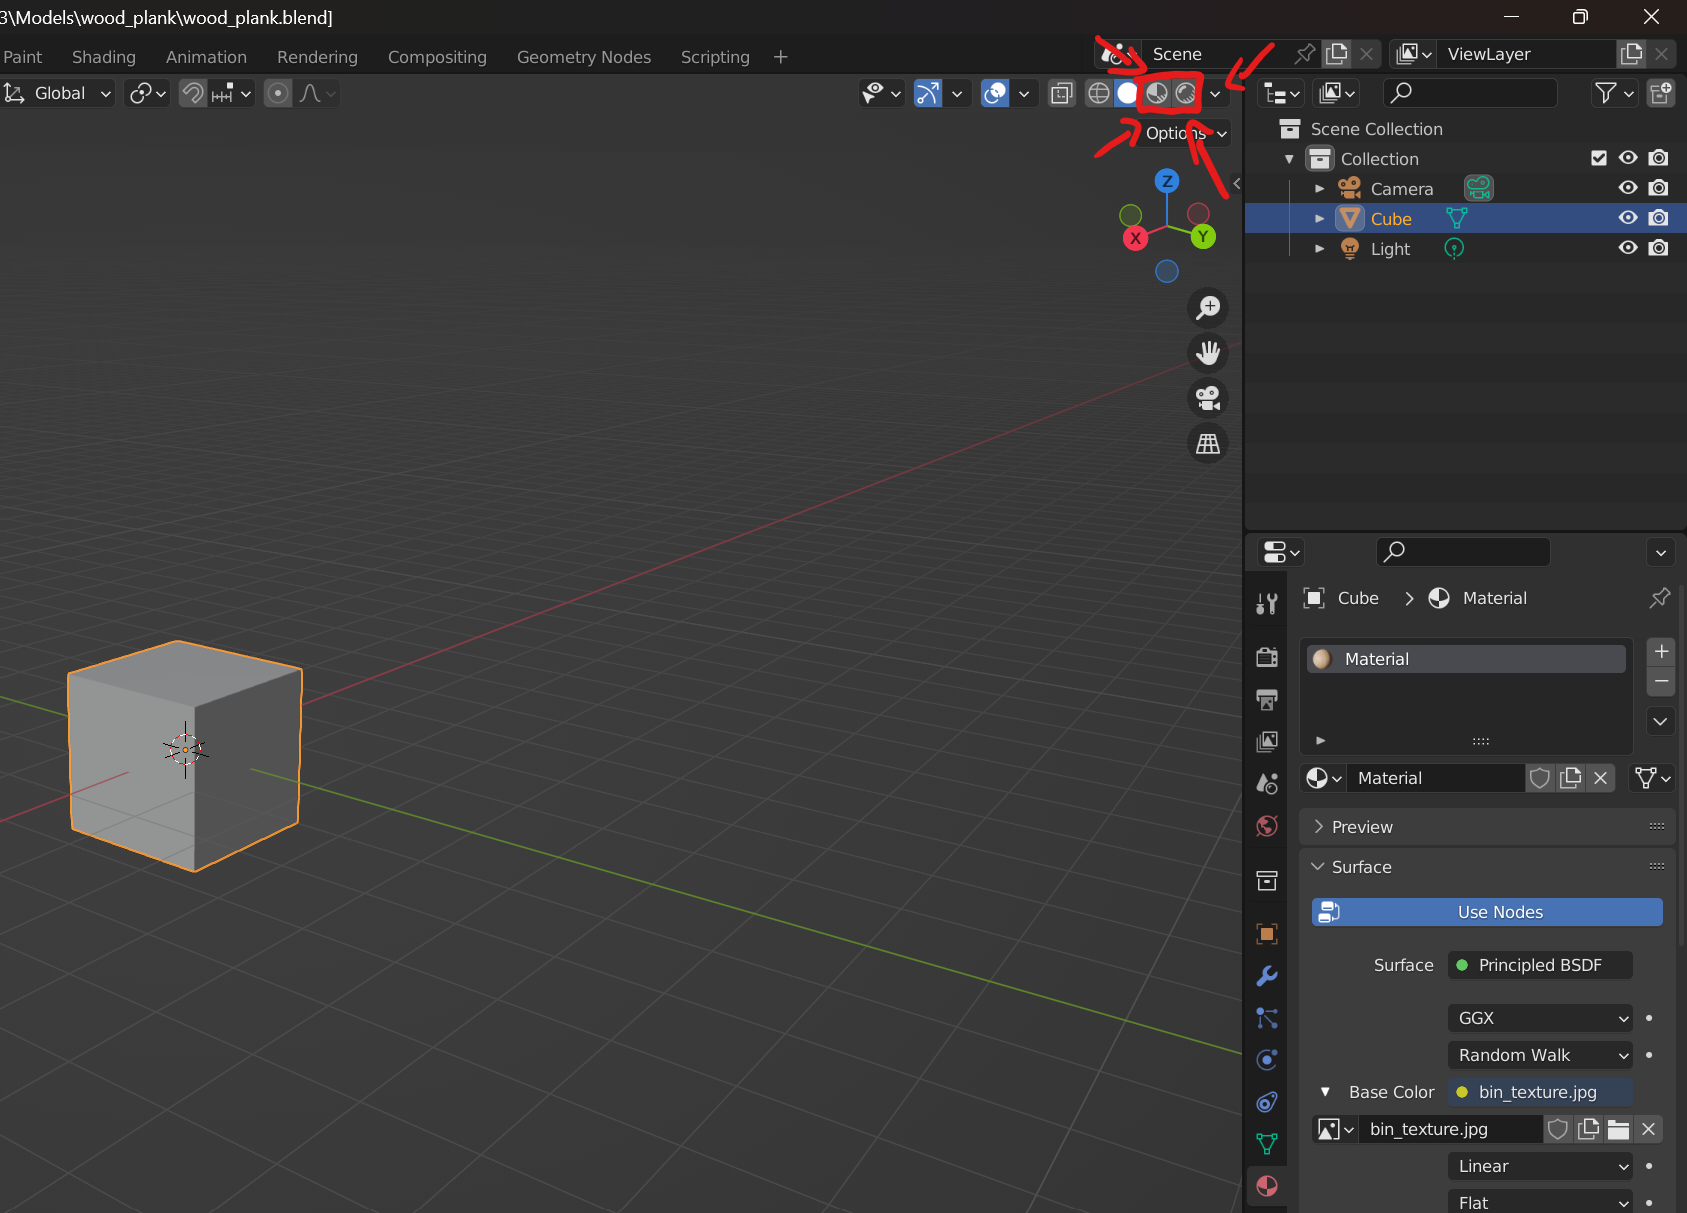 3\Models\wood_plank\wood_plank.blend]
Paint Shading Animation Rendering Compositing Geometry Nodes Scripting +
Scene
ViewLayer
Global
Options
Z
X
Y
Scene Collection
Collection
Camera
Cube
Light
Cube > Material
Material
Material
Preview
Surface
Use Nodes
Surface Principled BSDF
GGX
Random Walk
Base Color bin_texture.jpg
bin_texture.jpg
Linear
Flat